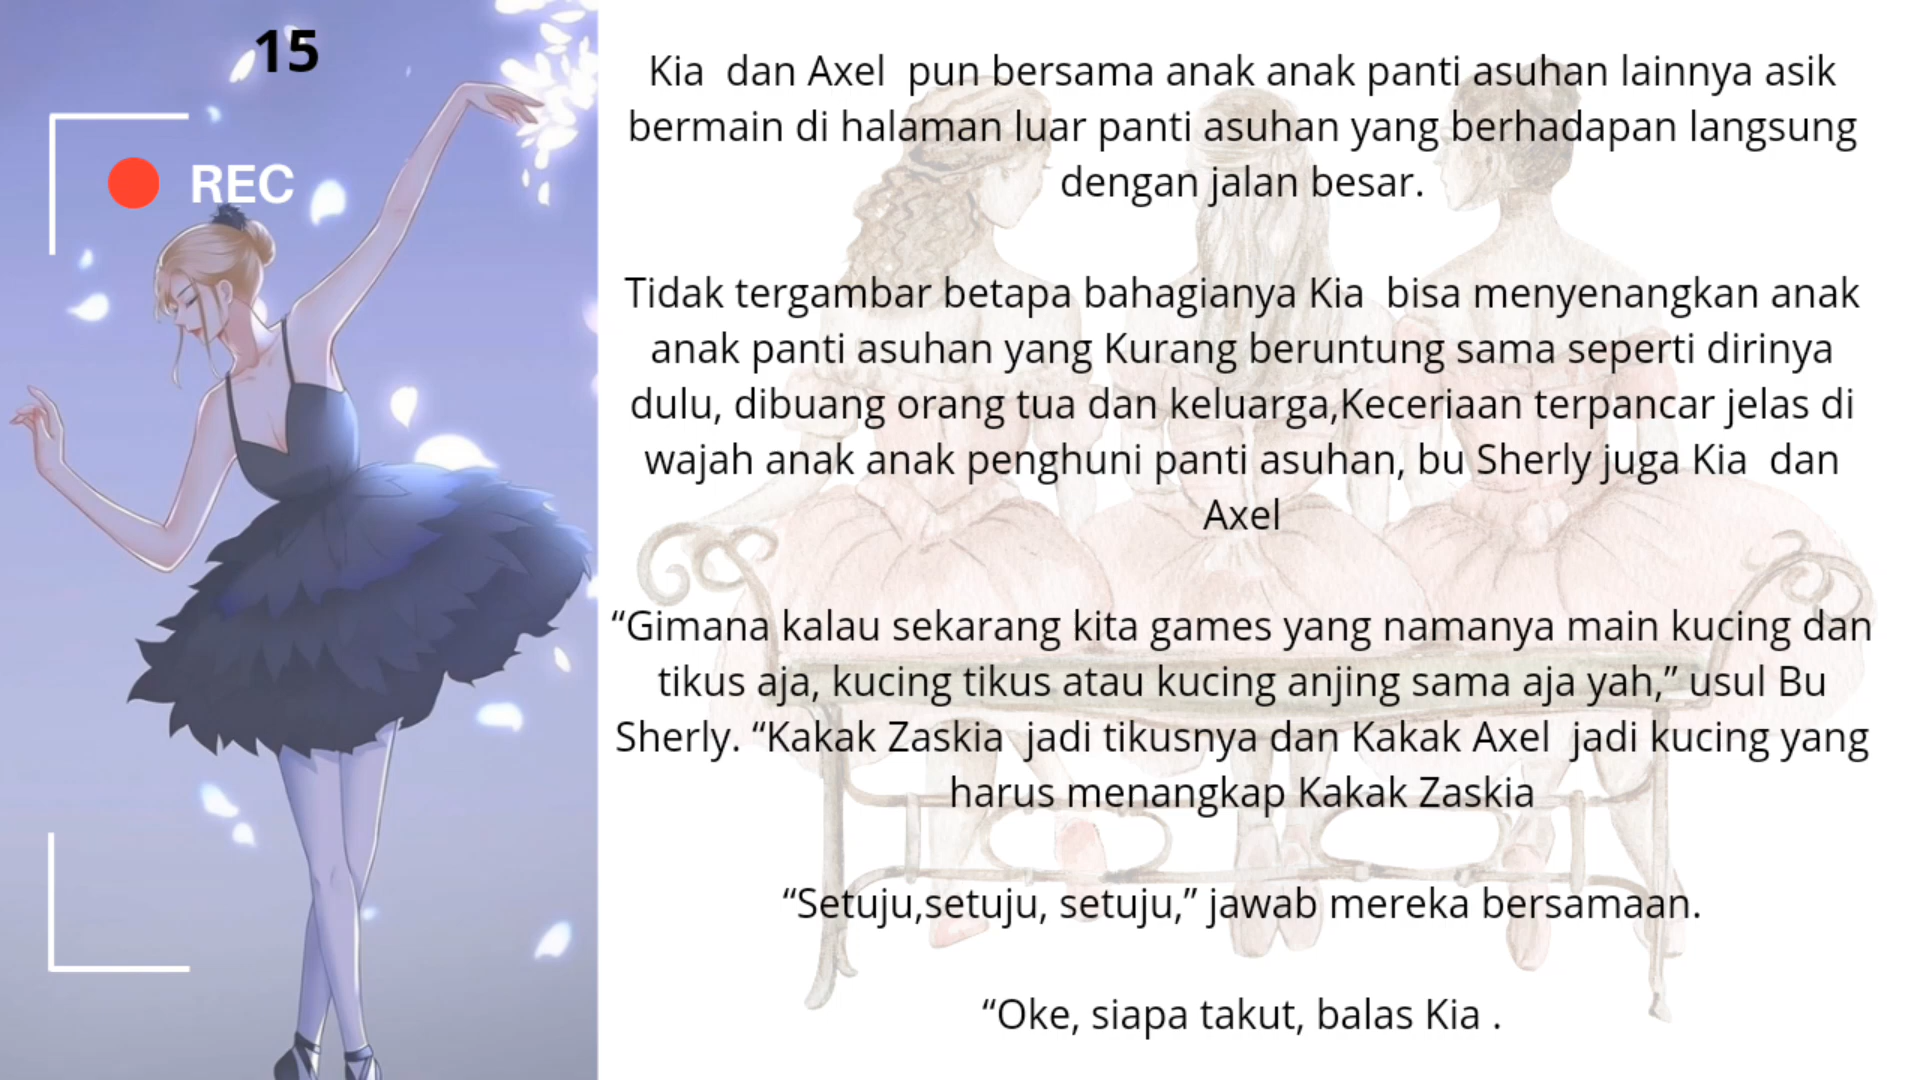 15
REC
Kia  dan Axel  pun bersama anak anak panti asuhan lainnya asik
bermain di halaman luar panti asuhan yang berhadapan langsung
dengan jalan besar.
Tidak tergambar betapa bahagianya Kia  bisa menyenangkan anak
anak panti asuhan yang Kurang beruntung sama seperti dirinya
dulu, dibuang orang tua dan keluarga,Keceriaan terpancar jelas di
wajah anak anak penghuni panti asuhan, bu Sherly juga Kia  dan
Axel
“Gimana kalau sekarang kita games yang namanya main kucing dan
tikus aja, kucing tikus atau kucing anjing sama aja yah,” usul Bu
Sherly. “Kakak Zaskia  jadi tikusnya dan Kakak Axel  jadi kucing yang
harus menangkap Kakak Zaskia
“Setuju,setuju, setuju,” jawab mereka bersamaan.
“Oke, siapa takut, balas Kia .